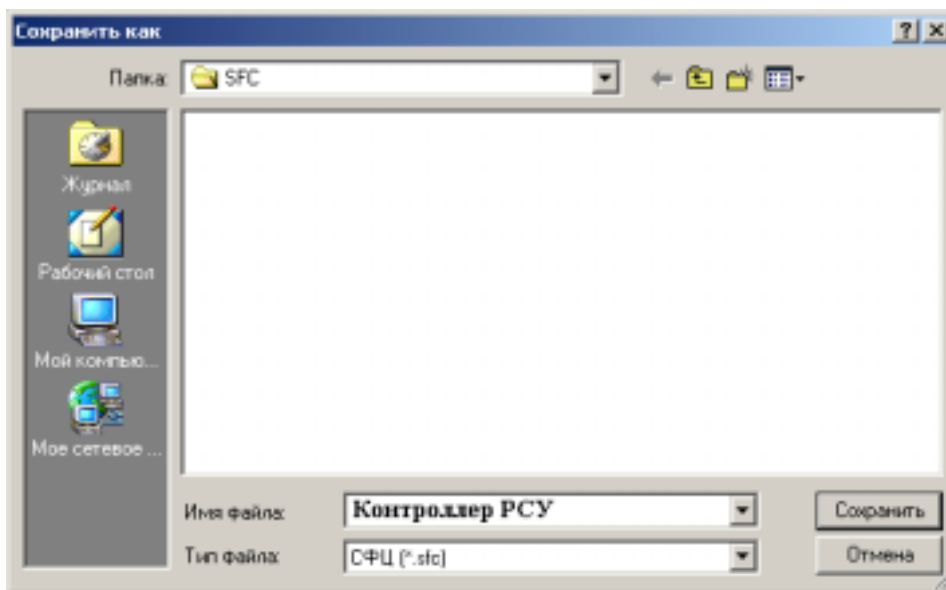 Сохранить как
Папка: SFC
Журнал
Рабочий стол
Мой компью...
Мое сетевое ...
Имя файла: Контроллер РСУ Сохранить
Тип файла: СФЦ (*.sfc) Отмена